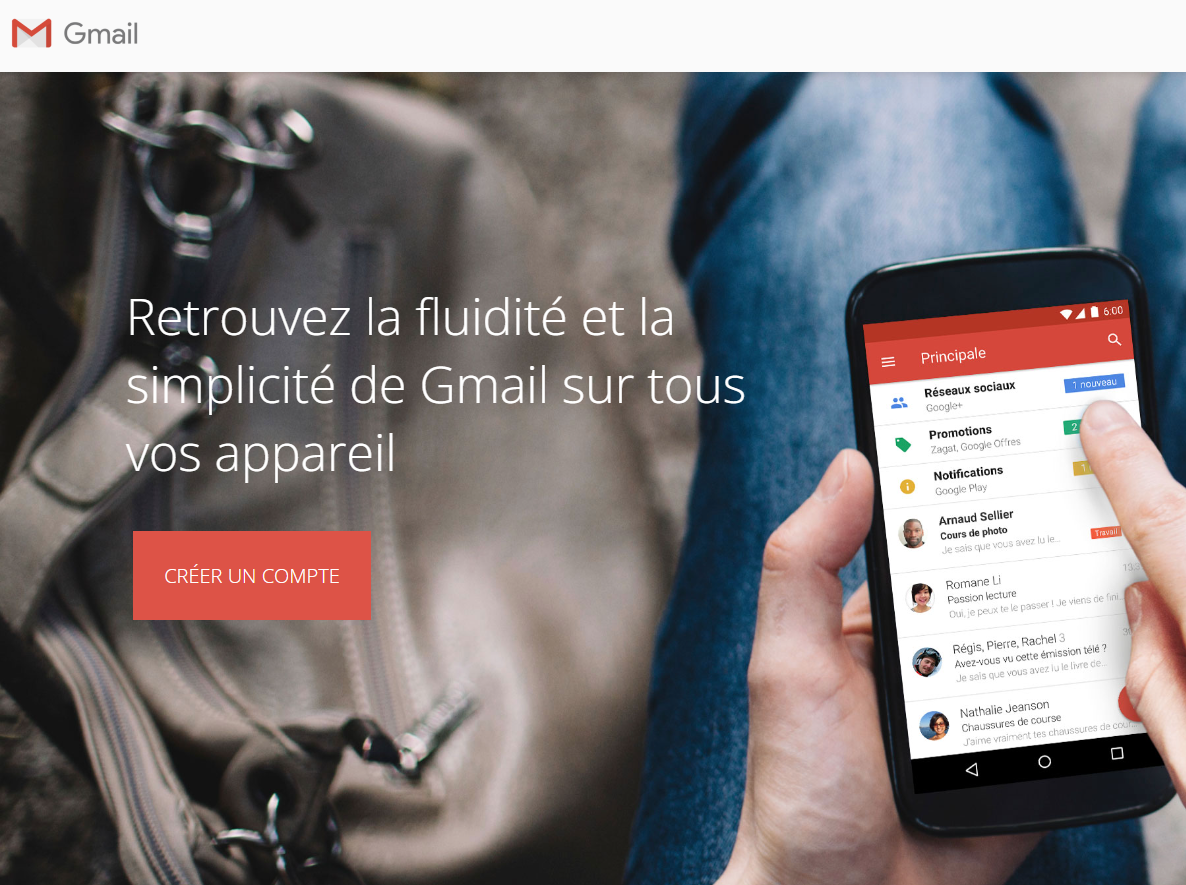 Gmail
Retrouvez la fluidité et la
simplicité de Gmail sur tous
vos appareil
CRÉER UN COMPTE
6:00
Principale
Réseaux sociaux
1 nouveau
Google+
Promotions
2
Zagat, Google Offres
Notifications
1
Google Play
Arnaud Sellier
Cours de photo
Travail
Je sais que vous avez lu le...
Romane Li
Passion lecture
Oui, je peux te le passer ! Je viens de fini...
Régis, Pierre, Rachel 3
Avez-vous vu cette émission télé ?
Je sais que vous avez lu le livre de...
Nathalie Jeanson
Chaussures de course
J'aime vraiment tes chaussures de cour...